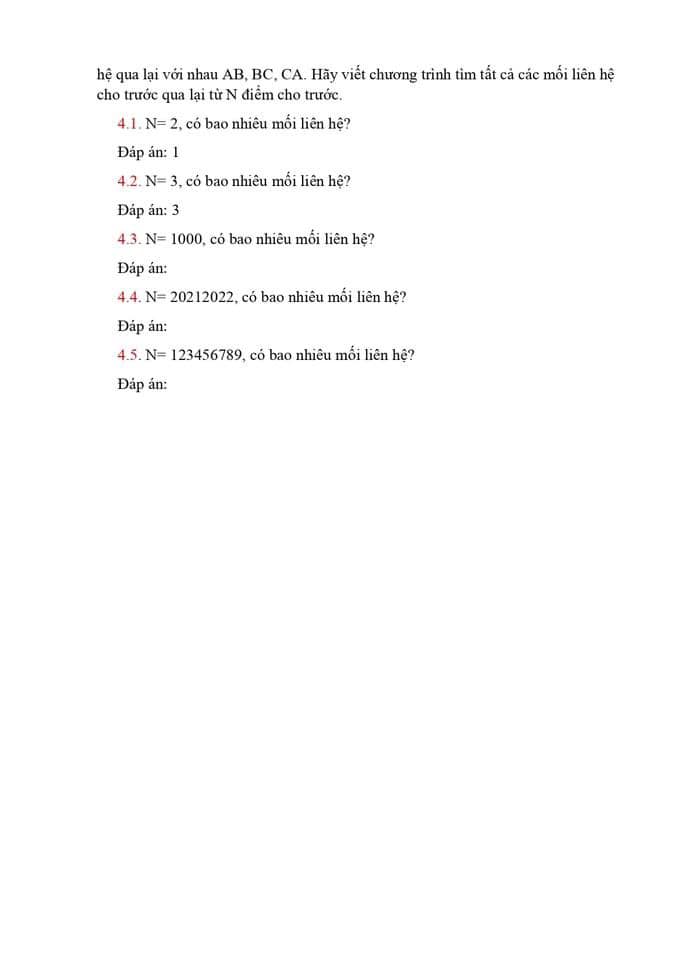 hệ qua lại với nhau AB, BC, CA. Hãy viết chương trình tìm tất cả các mối liên hệ
cho trước qua lại từ N điểm cho trước.
4.1. N= 2, có bao nhiêu mối liên hệ?
Đáp án: 1
4.2. N= 3, có bao nhiêu mối liên hệ?
Đáp án: 3
4.3. N= 1000, có bao nhiêu mối liên hệ?
Đáp án:
4.4. N= 20212022, có bao nhiêu mối liên hệ?
Đáp án:
4.5. N= 123456789, có bao nhiêu mối liên hệ?
Đáp án: